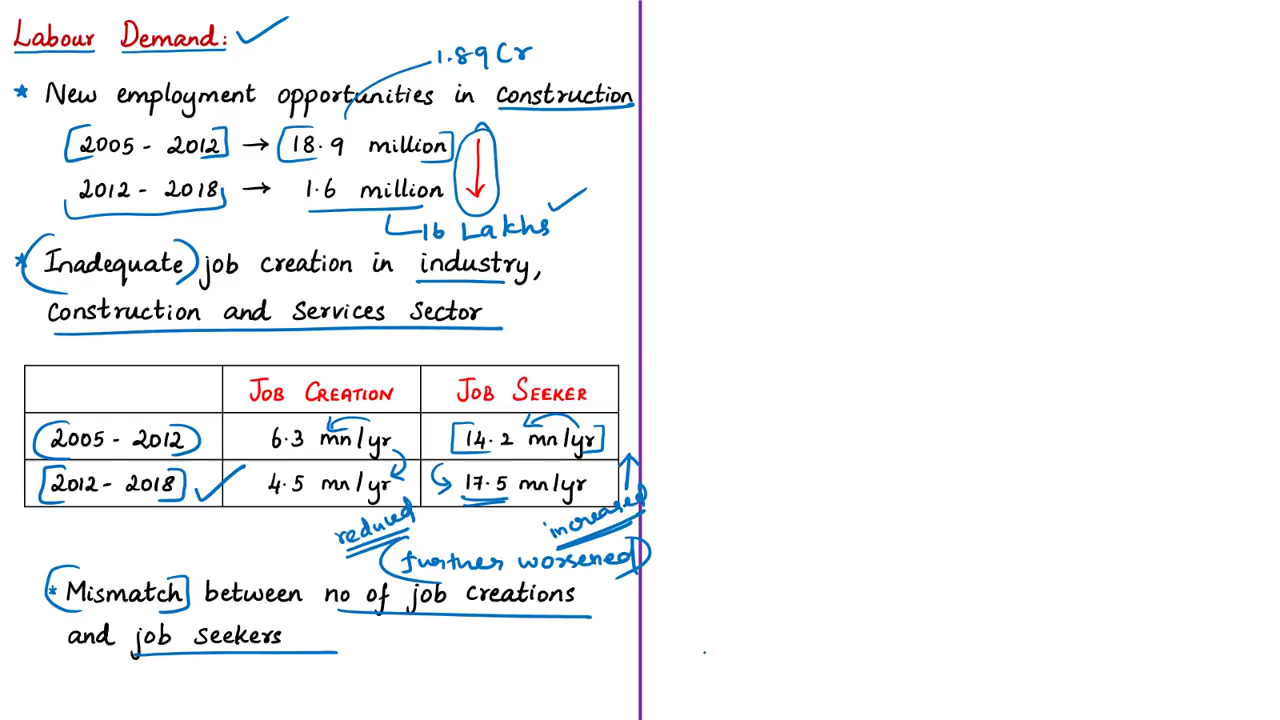 Labour Demand:
1.89 Cr
* New employment opportunities in construction
2005 - 2012 → 18.9 million
2012 - 2018 → 1.6 million
16 Lakhs
* Inadequate job creation in industry,
construction and services sector
JOB CREATION JOB SEEKER
2005 - 2012 6.3 mn/yr 14.2 mn/yr
2012 - 2018 4.5 mn/yr 17.5 mn/yr
reduced increased
further worsened
* Mismatch between no of job creations
and job seekers